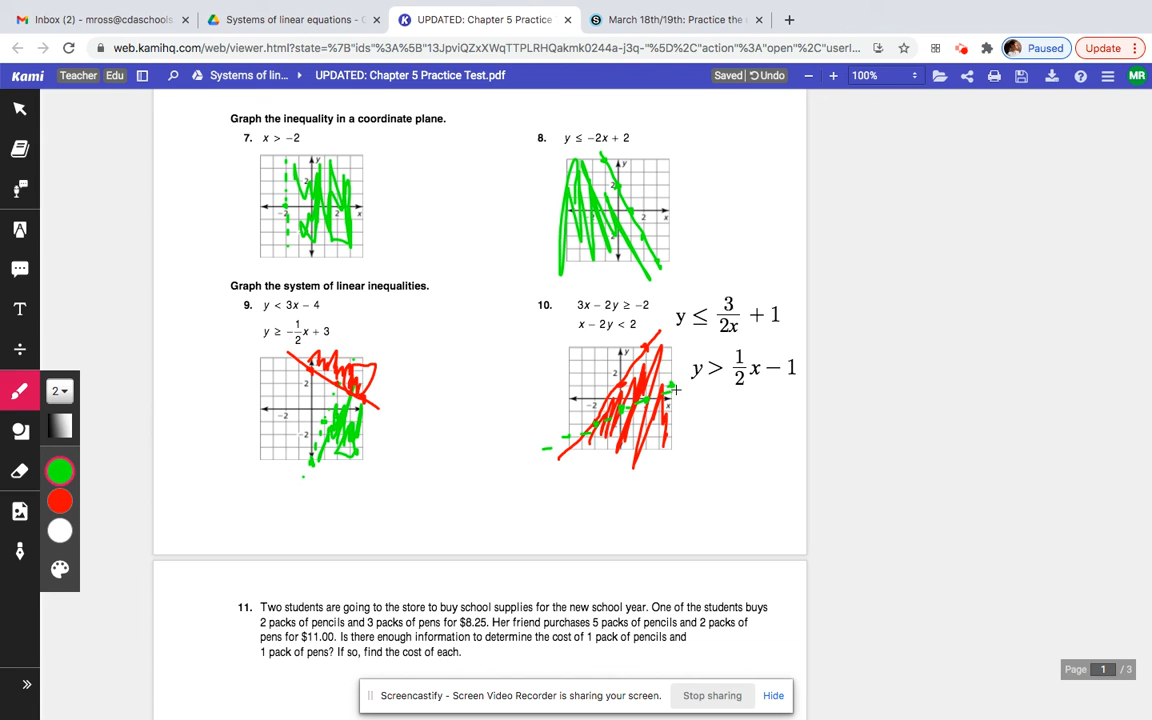 Inbox (2) - mross@cdaschools
Systems of linear equations - G
UPDATED: Chapter 5 Practice T
March 18th/19th: Practice the u
web.kamihq.com/web/viewer.html?state=%7B"ids"%3A%5B"13JpviQZxXWqTTPLRHQakmk0244a-j3q-"%5D%2C"action"%3A"open"%2C"userI...
Paused
Update
Kami Teacher Edu Systems of lin... UPDATED: Chapter 5 Practice Test.pdf Saved Undo 100% MR
Graph the inequality in a coordinate plane.
7. x > −2
8. y ≤ −2x + 2
Graph the system of linear inequalities.
9. y < 3x − 4
y ≥ −1/2 x + 3
10. 3x − 2y ≥ −2
x − 2y < 2
y ≤ 3/2x + 1
y > 1/2 x − 1
11. Two students are going to the store to buy school supplies for the new school year. One of the students buys
2 packs of pencils and 3 packs of pens for $8.25. Her friend purchases 5 packs of pencils and 2 packs of
pens for $11.00. Is there enough information to determine the cost of 1 pack of pencils and
1 pack of pens? If so, find the cost of each.
Page 1 / 3
Screencastify - Screen Video Recorder is sharing your screen. Stop sharing Hide